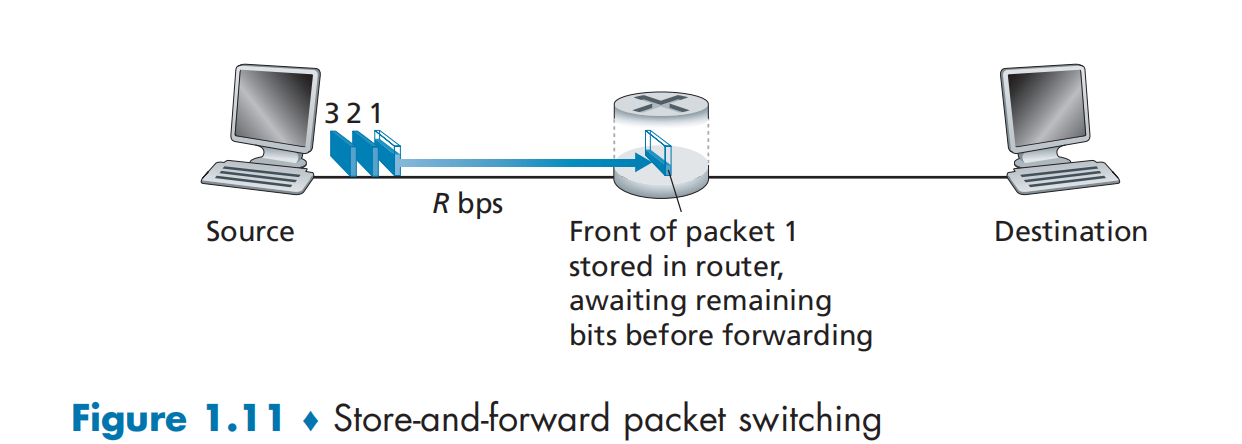 3 2 1
R bps
Source
Front of packet 1
stored in router,
awaiting remaining
bits before forwarding
Destination
Figure 1.11 ♦ Store-and-forward packet switching